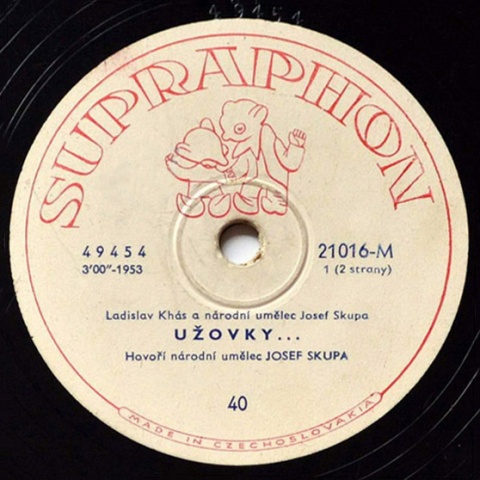 SUPRAPHON
49454
3'00"-1953
21016-M
1 (2 strany)
Ladislav Khás a národní umělec Josef Skupa
UŽOVKY...
Hovoří národní umělec JOSEF SKUPA
40
MADE IN CZECHOSLOVAKIA